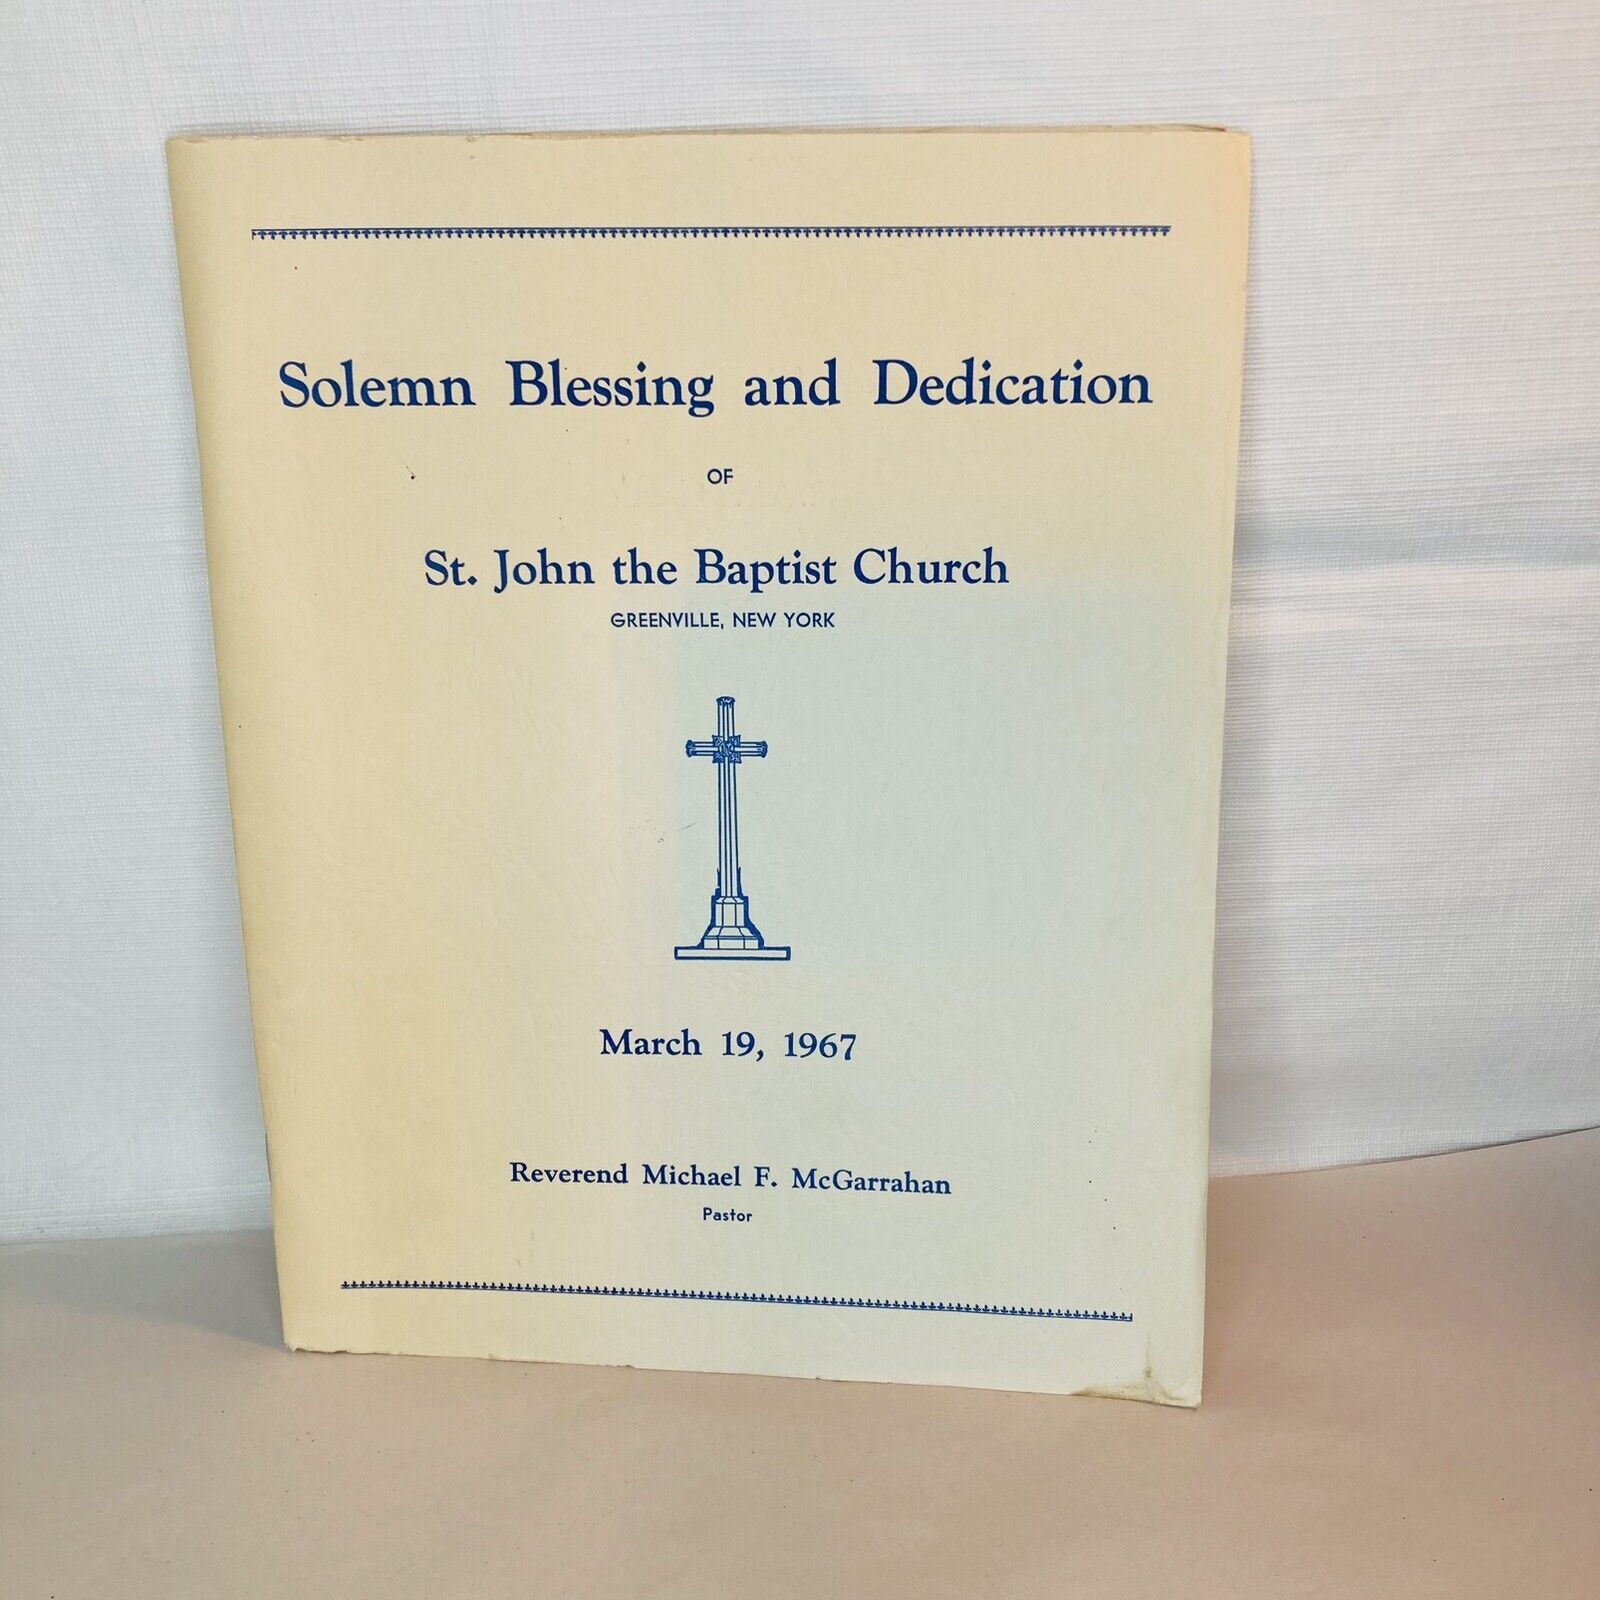 Solemn Blessing and Dedication
OF
St. John the Baptist Church
GREENVILLE, NEW YORK
March 19, 1967
Reverend Michael F. McGarrahan
Pastor